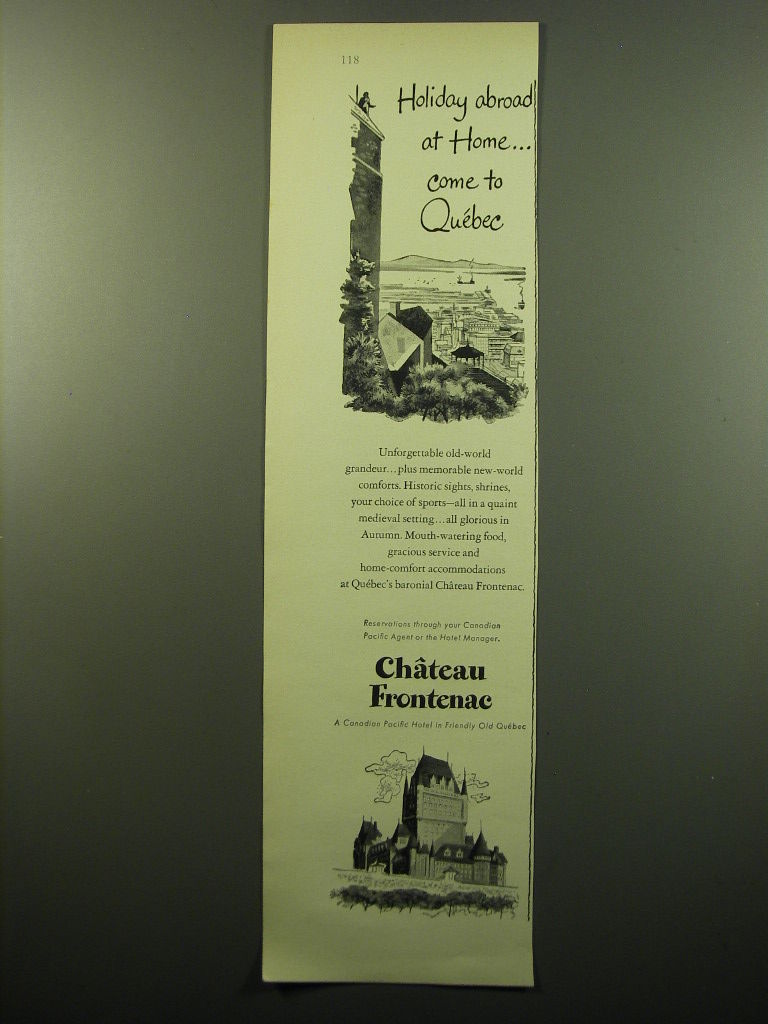 118
Holiday abroad
at Home...
come to
Québec
Unforgettable old-world
grandeur...plus memorable new-world
comforts. Historic sights, shrines,
your choice of sports—all in a quaint
medieval setting...all glorious in
Autumn. Mouth-watering food,
gracious service and
home-comfort accommodations
at Québec's baronial Château Frontenac.
Reservations through your Canadian
Pacific Agent or the Hotel Manager.
Château
Frontenac
A Canadian Pacific Hotel in Friendly Old Québec